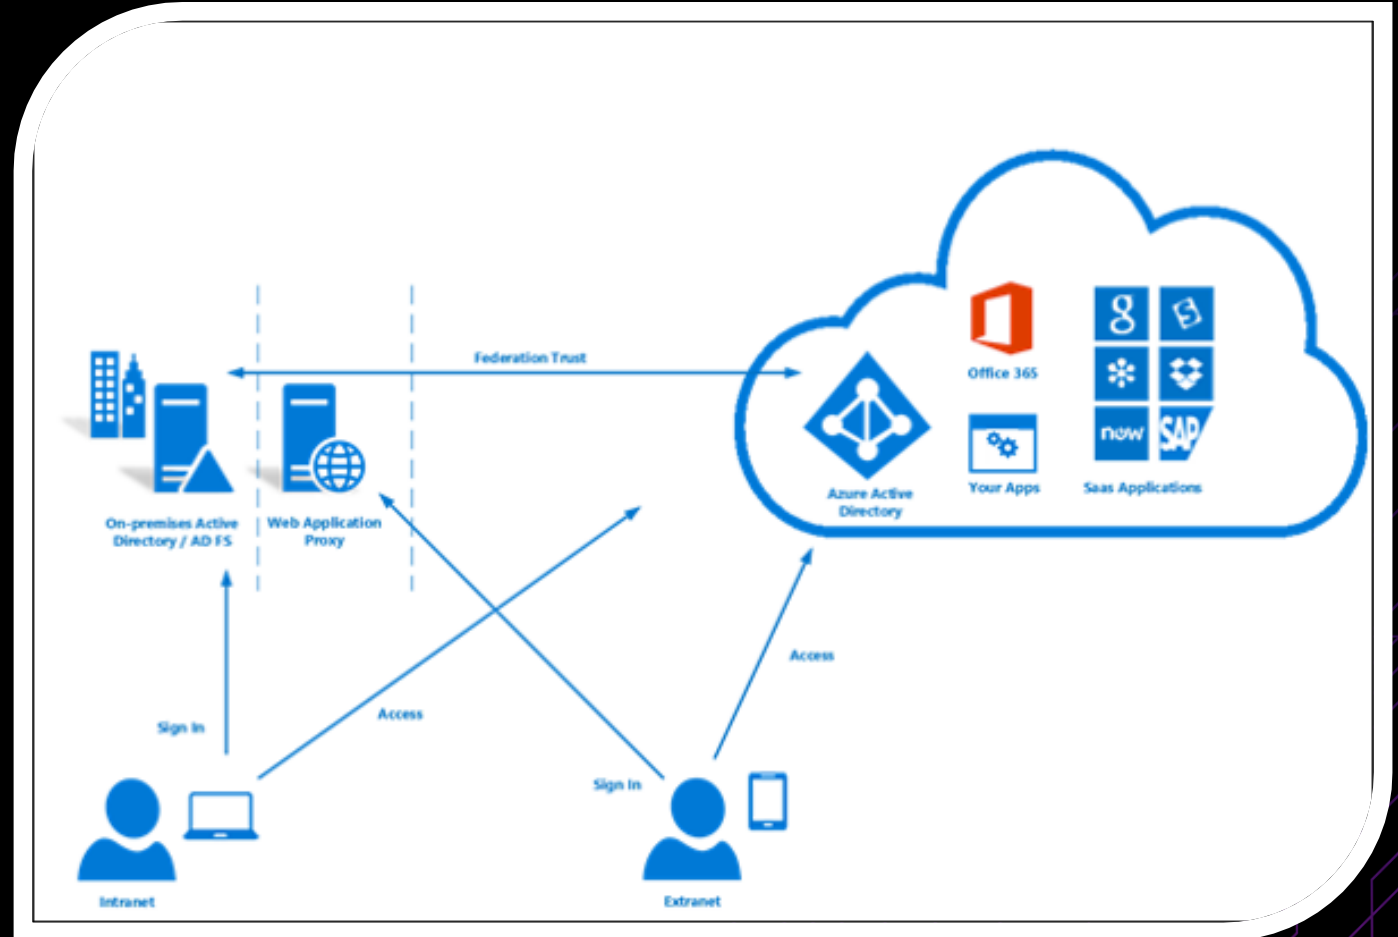 Federation Trust
Office 365
g
S
now
SAP
Your Apps
Saas Applications
Azure Active
Directory
On-premises Active
Directory / AD FS
Web Application
Proxy
Access
Access
Sign In
Sign In
Intranet
Extranet